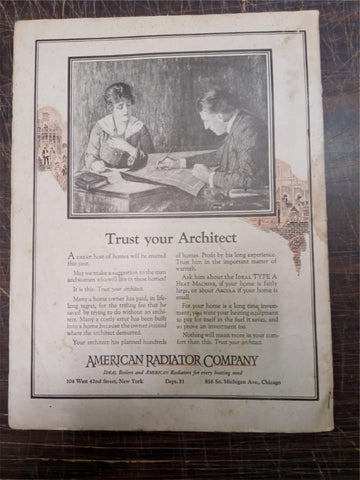 Trust your Architect
A GREAT host of homes will be erected
this year.
May we make a suggestion to the men
and women who will live in those homes?
It is this: Trust your architect.
Many a home owner has paid, in life-
long regret, for the trifling fee that he
saved by trying to do without an archi-
tect. Many a costly error has been built
into a home because the owner insisted
where the architect demurred.
Your architect has planned hundreds
of homes. Profit by his long experience.
Trust him in the important matter of
warmth.
Ask him about the IDEAL TYPE A
HEAT MACHINE, if your home is fairly
large, or about ARCOLA if your home is
small.
For your home is a long time invest-
ment; you want your heating equipment
to pay for itself in the fuel it saves, and
so prove an investment too.
Nothing will mean more in your com-
fort than this. Trust your architect.
AMERICAN RADIATOR COMPANY
IDEAL Boilers and AMERICAN Radiators for every heating need
104 West 42nd Street, New York Dept. 21 816 So. Michigan Ave., Chicago